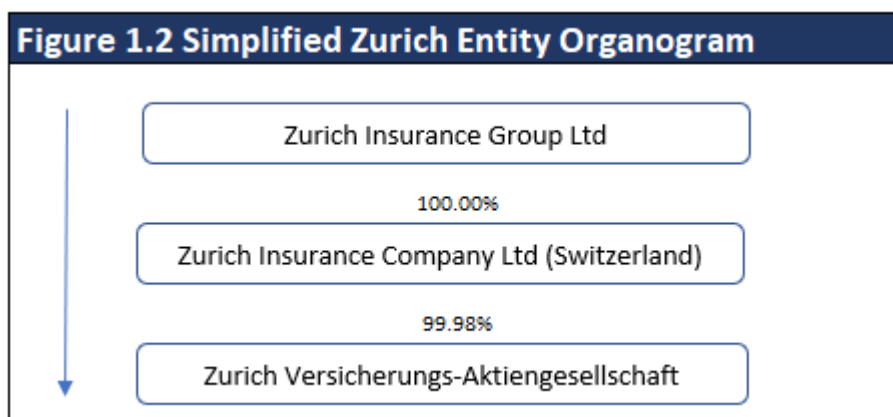 Figure 1.2 Simplified Zurich Entity Organogram
Zurich Insurance Group Ltd
100.00%
Zurich Insurance Company Ltd (Switzerland)
99.98%
Zurich Versicherungs-Aktiengesellschaft